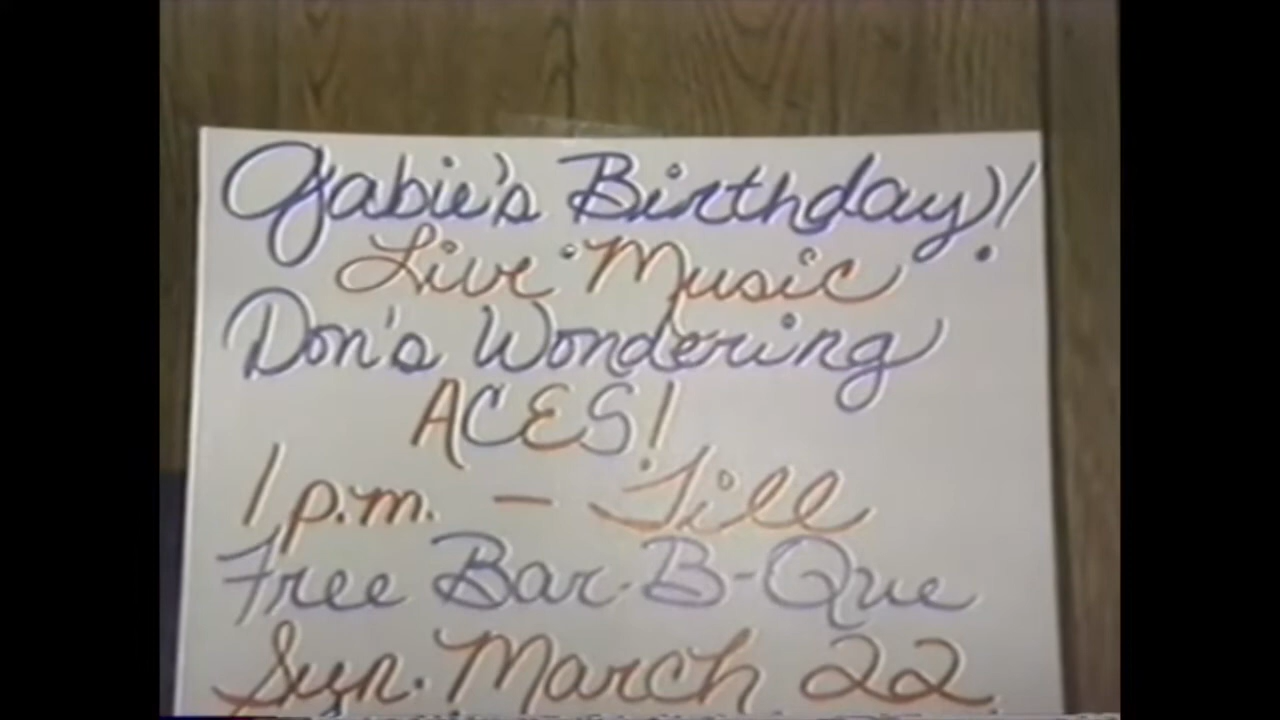 Gabie's Birthday!
Live Music
Don's Wondering
ACES!
1 p.m. - Till
Free Bar-B-Que
Sun. March 22